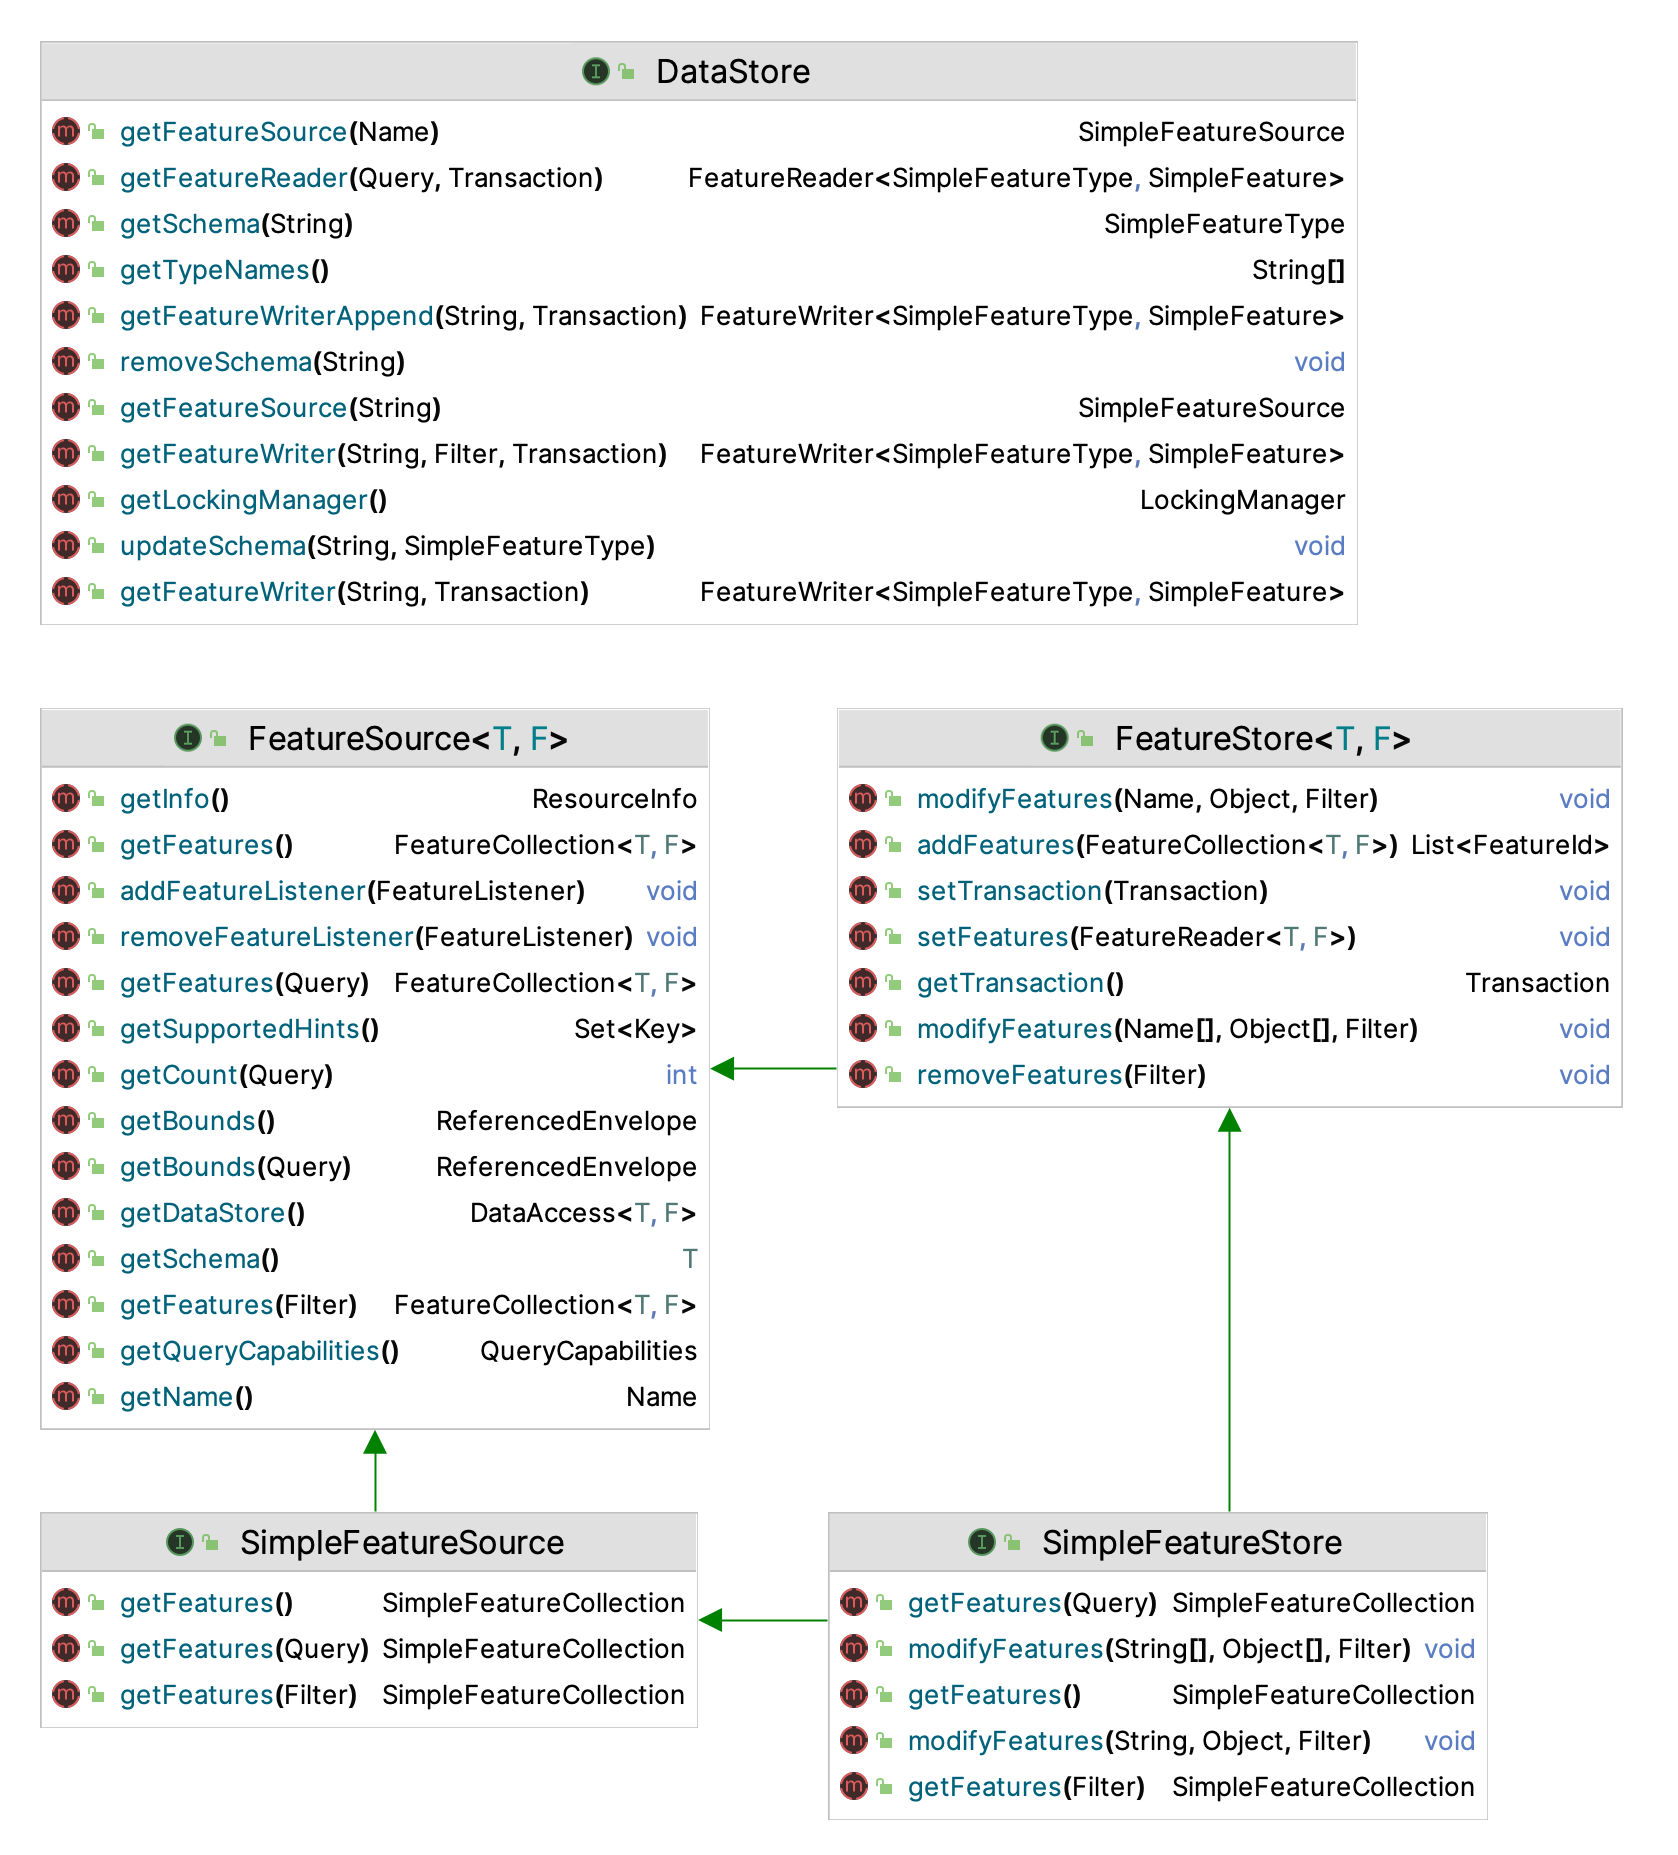 DataStore
getFeatureSource(Name) SimpleFeatureSource
getFeatureReader(Query, Transaction) FeatureReader<SimpleFeatureType, SimpleFeature>
getSchema(String) SimpleFeatureType
getTypeNames() String[]
getFeatureWriterAppend(String, Transaction) FeatureWriter<SimpleFeatureType, SimpleFeature>
removeSchema(String) void
getFeatureSource(String) SimpleFeatureSource
getFeatureWriter(String, Filter, Transaction) FeatureWriter<SimpleFeatureType, SimpleFeature>
getLockingManager() LockingManager
updateSchema(String, SimpleFeatureType) void
getFeatureWriter(String, Transaction) FeatureWriter<SimpleFeatureType, SimpleFeature>
FeatureSource<T, F>
getInfo() ResourceInfo
getFeatures() FeatureCollection<T, F>
addFeatureListener(FeatureListener) void
removeFeatureListener(FeatureListener) void
getFeatures(Query) FeatureCollection<T, F>
getSupportedHints() Set<Key>
getCount(Query) int
getBounds() ReferencedEnvelope
getBounds(Query) ReferencedEnvelope
getDataStore() DataAccess<T, F>
getSchema() T
getFeatures(Filter) FeatureCollection<T, F>
getQueryCapabilities() QueryCapabilities
getName() Name
FeatureStore<T, F>
modifyFeatures(Name, Object, Filter) void
addFeatures(FeatureCollection<T, F>) List<FeatureId>
setTransaction(Transaction) void
setFeatures(FeatureReader<T, F>) void
getTransaction() Transaction
modifyFeatures(Name[], Object[], Filter) void
removeFeatures(Filter) void
SimpleFeatureSource
getFeatures() SimpleFeatureCollection
getFeatures(Query) SimpleFeatureCollection
getFeatures(Filter) SimpleFeatureCollection
SimpleFeatureStore
getFeatures(Query) SimpleFeatureCollection
modifyFeatures(String[], Object[], Filter) void
getFeatures() SimpleFeatureCollection
modifyFeatures(String, Object, Filter) void
getFeatures(Filter) SimpleFeatureCollection